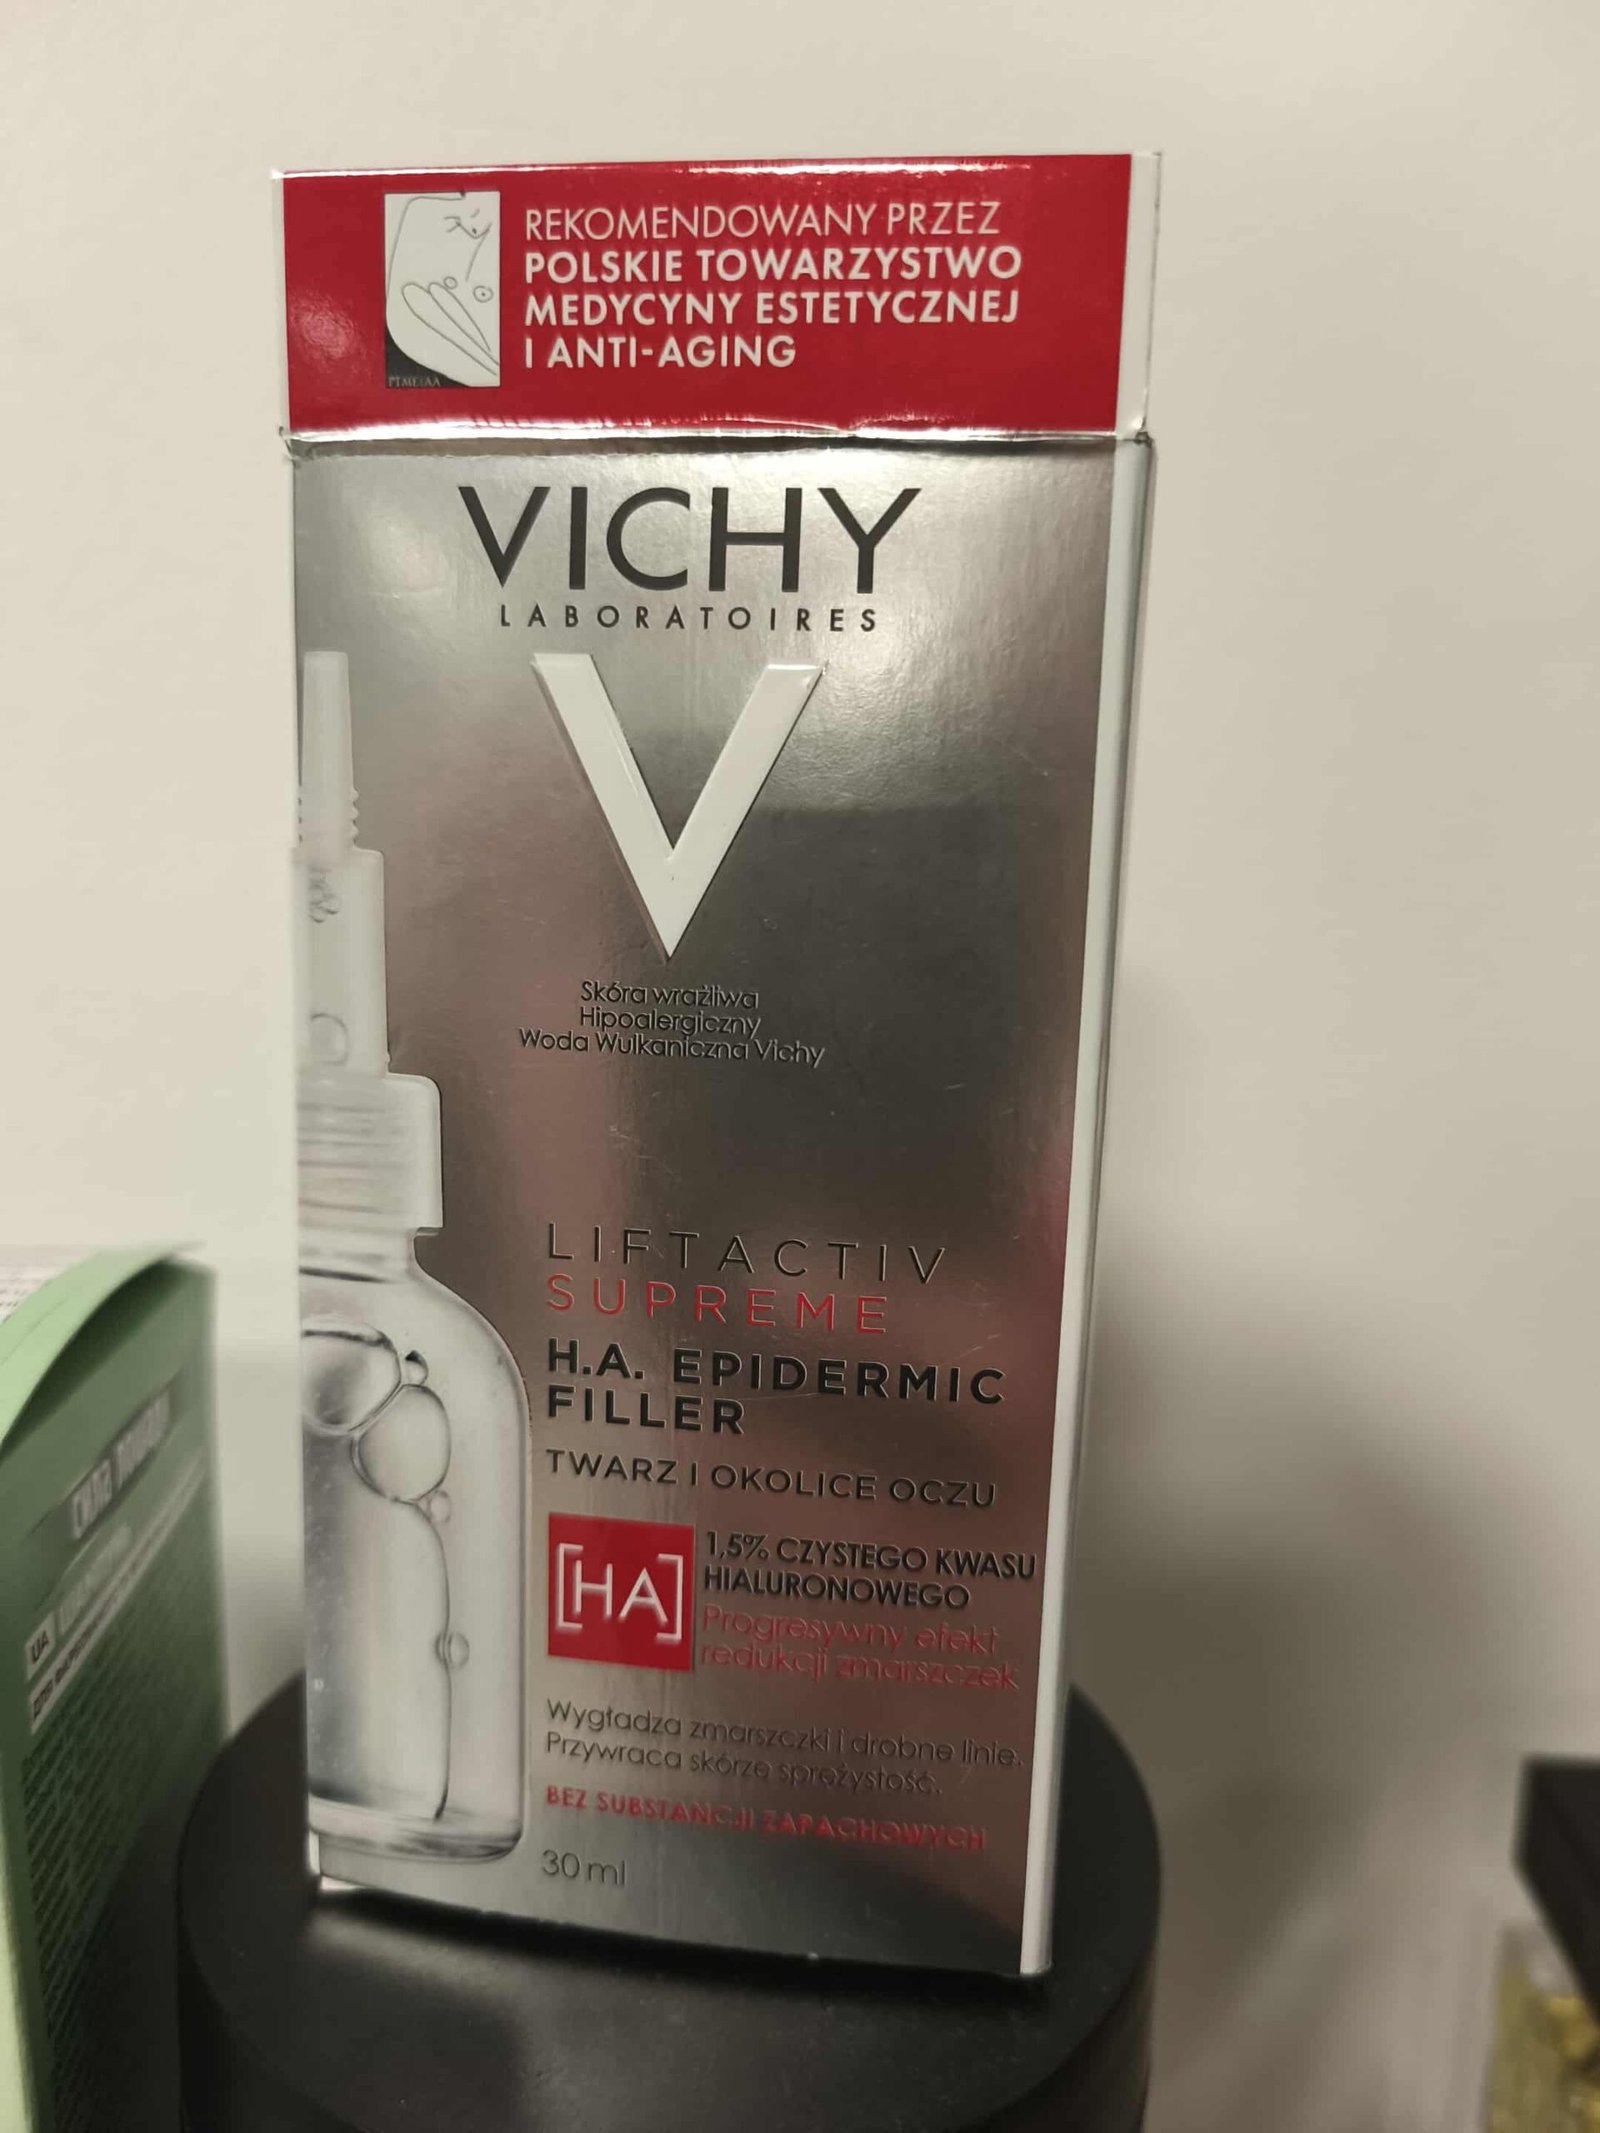 REKOMENDOWANY PRZEZ
POLSKIE TOWARZYSTWO
MEDYCYNY ESTETYCZNEJ
I ANTI-AGING
PTMEiAA
VICHY
LABORATOIRES
V
Skóra wrażliwa
Hipoalergiczny
Woda Wulkaniczna Vichy
LIFTACTIV
SUPREME
H.A. EPIDERMIC
FILLER
TWARZ I OKOLICE OCZU
[HA]
1,5% CZYSTEGO KWASU
HIALURONOWEGO
Progresywny efekt
redukcji zmarszczek
Wygładza zmarszczki i drobne linie.
Przywraca skórze sprężystość.
BEZ SUBSTANCJI ZAPACHOWYCH
30 ml
UA